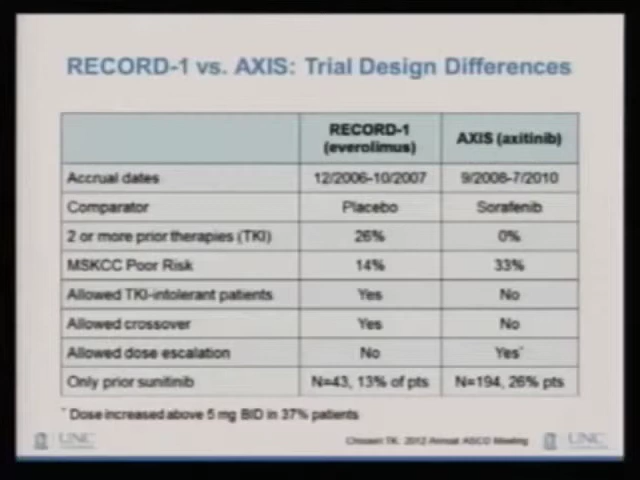 RECORD-1 vs. AXIS: Trial Design Differences
RECORD-1 (everolimus) AXIS (axitinib)
Accrual dates 12/2006-10/2007 9/2008-7/2010
Comparator Placebo Sorafenib
2 or more prior therapies (TKI) 26% 0%
MSKCC Poor Risk 14% 33%
Allowed TKI-intolerant patients Yes No
Allowed crossover Yes No
Allowed dose escalation No Yes*
Only prior sunitinib N=43, 13% of pts N=194, 26% pts
* Dose increased above 5 mg BID in 37% patients
UNC TK. 2012 Annual ASCO Meeting UNC